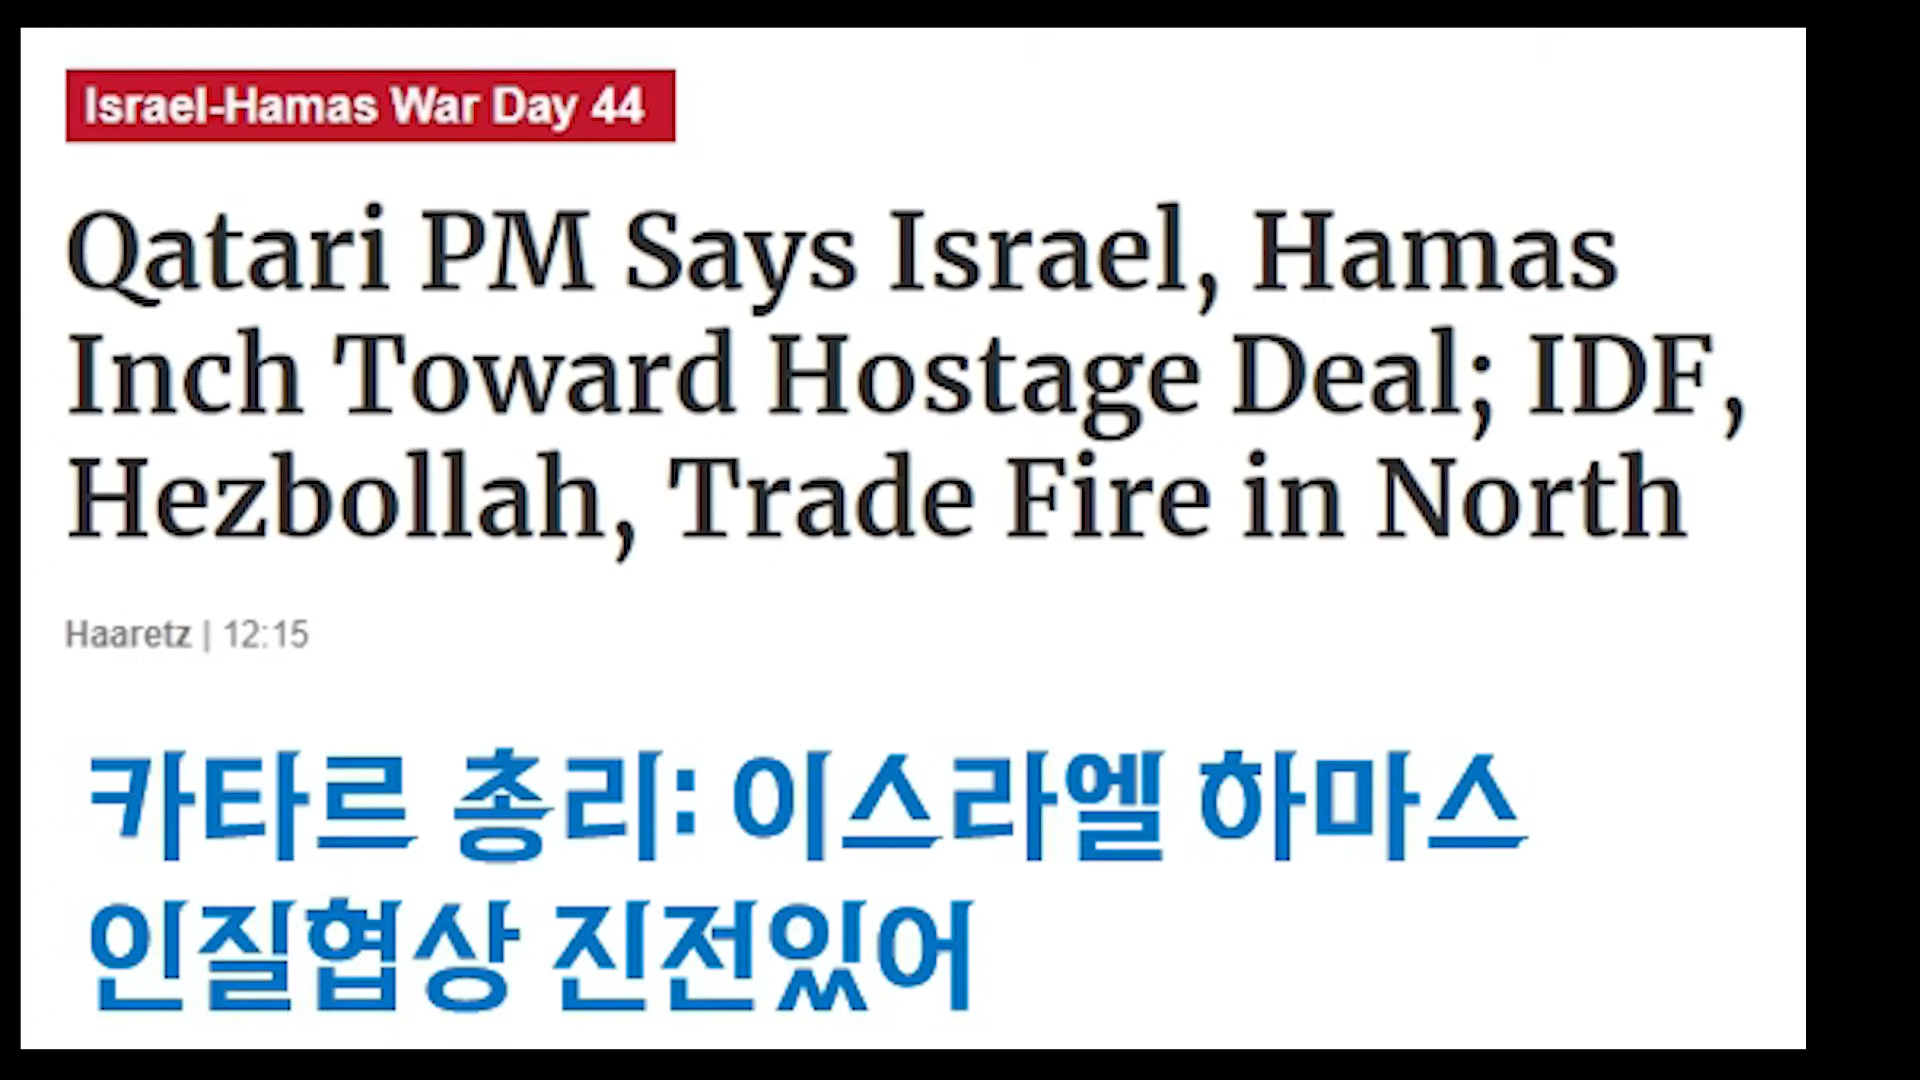 Israel-Hamas War Day 44
Qatari PM Says Israel, Hamas
Inch Toward Hostage Deal; IDF,
Hezbollah, Trade Fire in North
Haaretz | 12:15
카타르 총리: 이스라엘 하마스
인질협상 진전있어